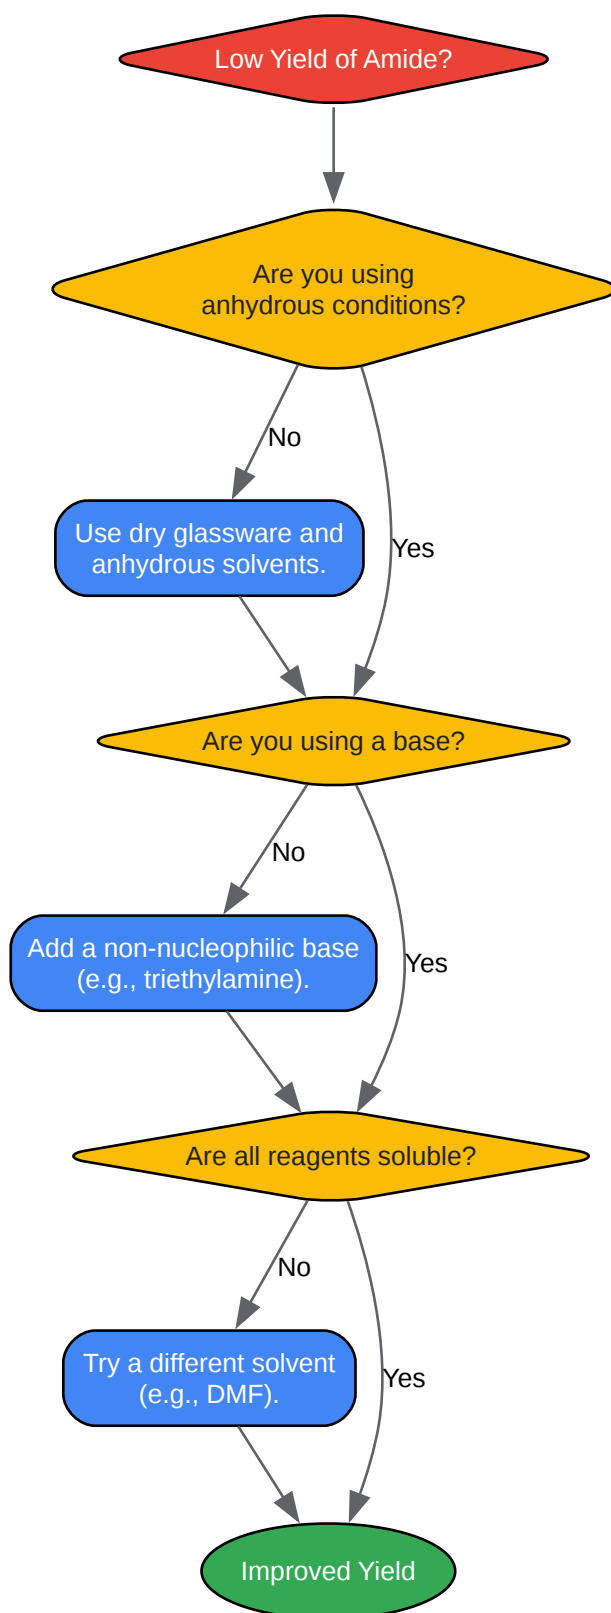 Low Yield of Amide?
Are you using
anhydrous conditions?
No
Use dry glassware and
anhydrous solvents.
Yes
Are you using a base?
No
Add a non-nucleophilic base
(e.g., triethylamine).
Yes
Are all reagents soluble?
No
Try a different solvent
(e.g., DMF).
Yes
Improved Yield